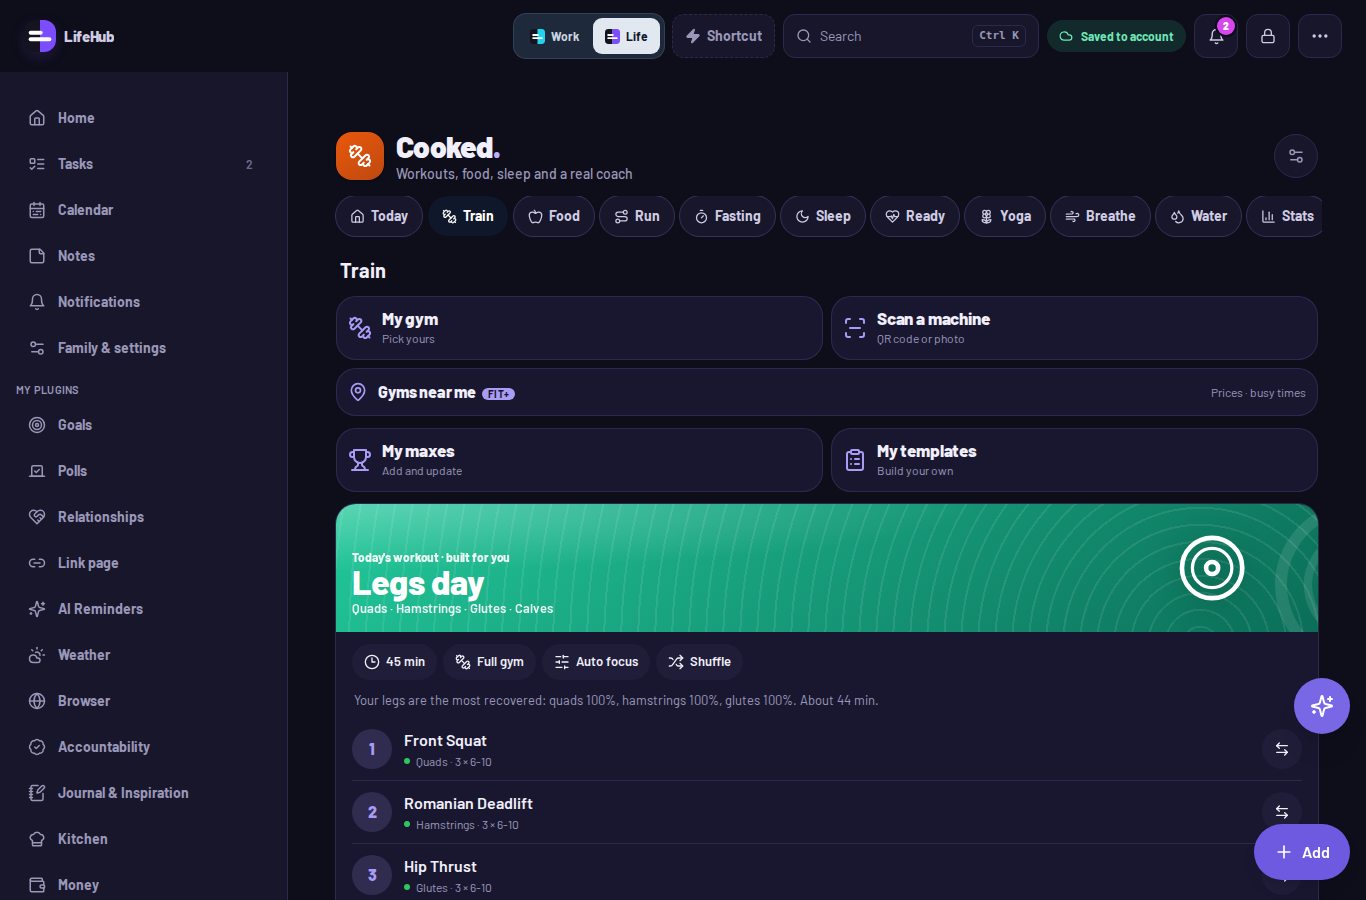 LifeHub
Work
Life
Shortcut
Search
Ctrl K
Saved to account
2
Home
Tasks
2
Calendar
Notes
Notifications
Family & settings
MY PLUGINS
Goals
Polls
Relationships
Link page
AI Reminders
Weather
Browser
Accountability
Journal & Inspiration
Kitchen
Money
Cooked.
Workouts, food, sleep and a real coach
Today
Train
Food
Run
Fasting
Sleep
Ready
Yoga
Breathe
Water
Stats
Train
My gym
Pick yours
Scan a machine
QR code or photo
Gyms near me FIT+
Prices · busy times
My maxes
Add and update
My templates
Build your own
Today's workout · built for you
Legs day
Quads · Hamstrings · Glutes · Calves
45 min
Full gym
Auto focus
Shuffle
Your legs are the most recovered: quads 100%, hamstrings 100%, glutes 100%. About 44 min.
1
Front Squat
Quads · 3 × 6-10
2
Romanian Deadlift
Hamstrings · 3 × 6-10
3
Hip Thrust
Glutes · 3 × 6-10
Add